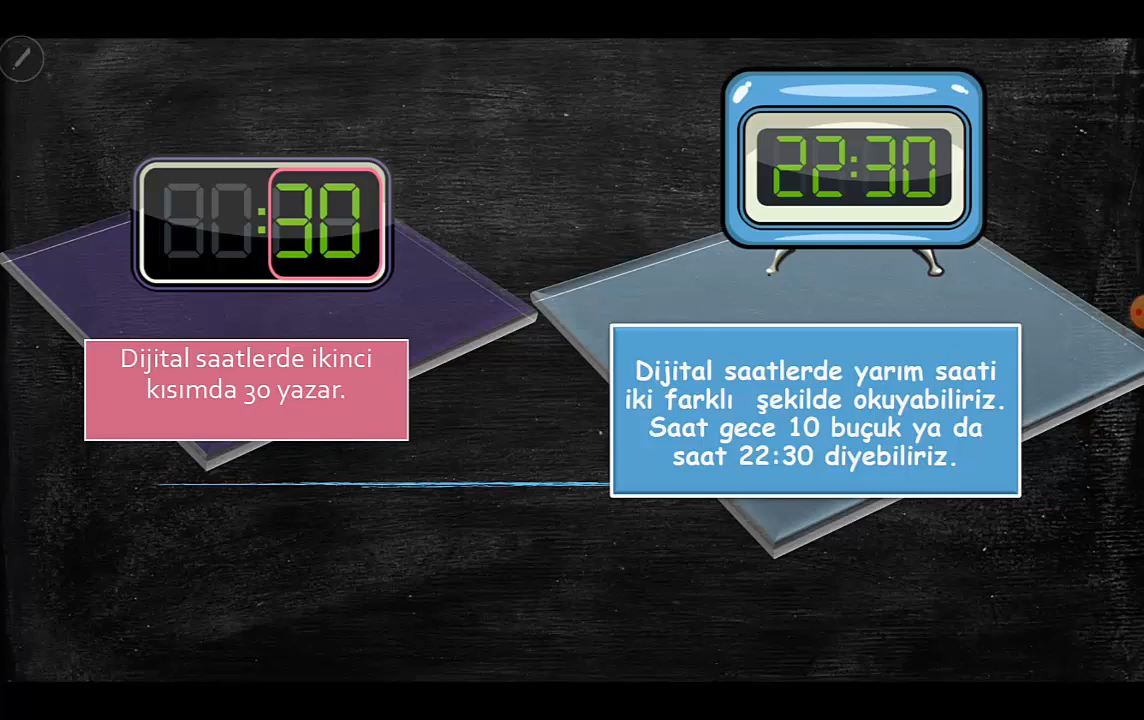 :30
Dijital saatlerde ikinci
kısımda 30 yazar.
22:30
Dijital saatlerde yarım saati
iki farklı şekilde okuyabiliriz.
Saat gece 10 buçuk ya da
saat 22:30 diyebiliriz.